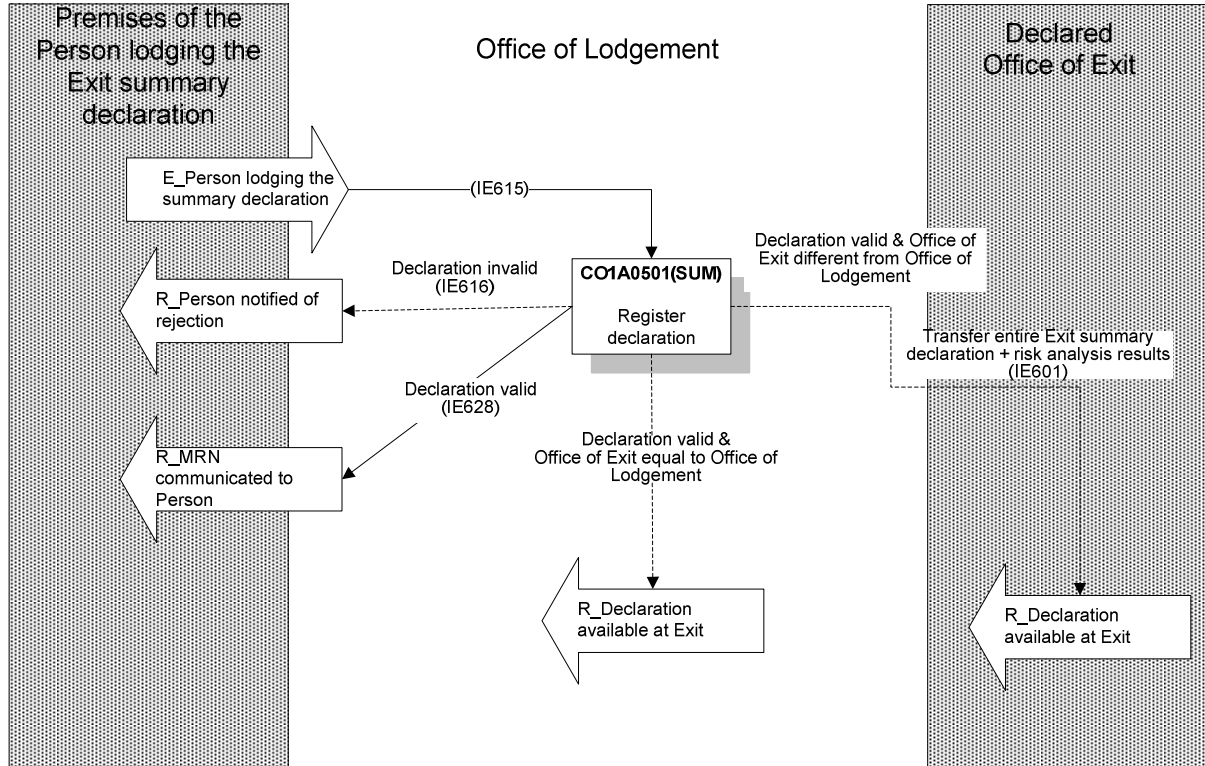 Premises of the
Person lodging the
Exit summary
declaration
Office of Lodgement
Declared
Office of Exit
E_Person lodging the
summary declaration
(IE615)
Declaration valid & Office of
Exit different from Office of
Lodgement
Declaration invalid
(IE616)
CO1A0501(SUM)
Register
declaration
R_Person notified of
rejection
Transfer entire Exit summary
declaration + risk analysis results
(IE601)
Declaration valid
(IE628)
Declaration valid &
Office of Exit equal to Office of
Lodgement
R_MRN
communicated to
Person
R_Declaration
available at Exit
R_Declaration
available at Exit